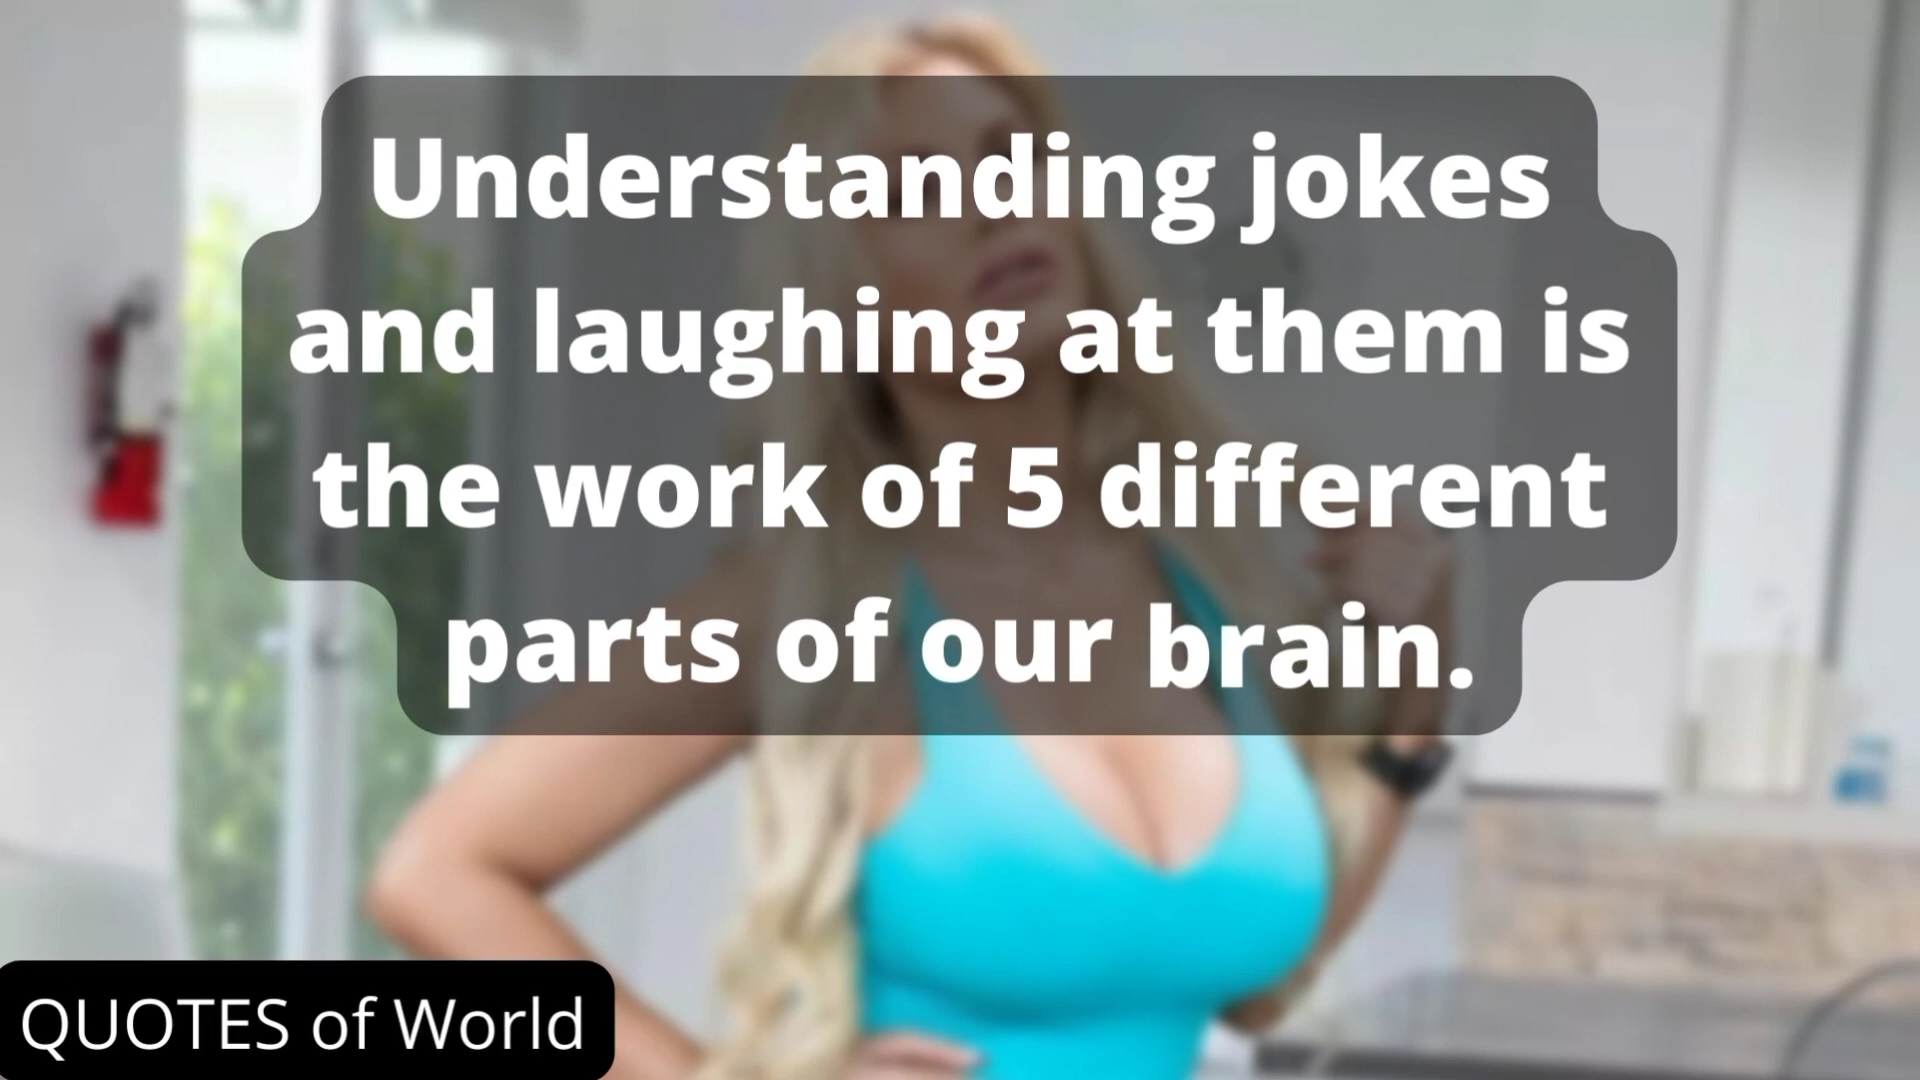 Understanding jokes
and laughing at them is
the work of 5 different
parts of our brain.
QUOTES of World